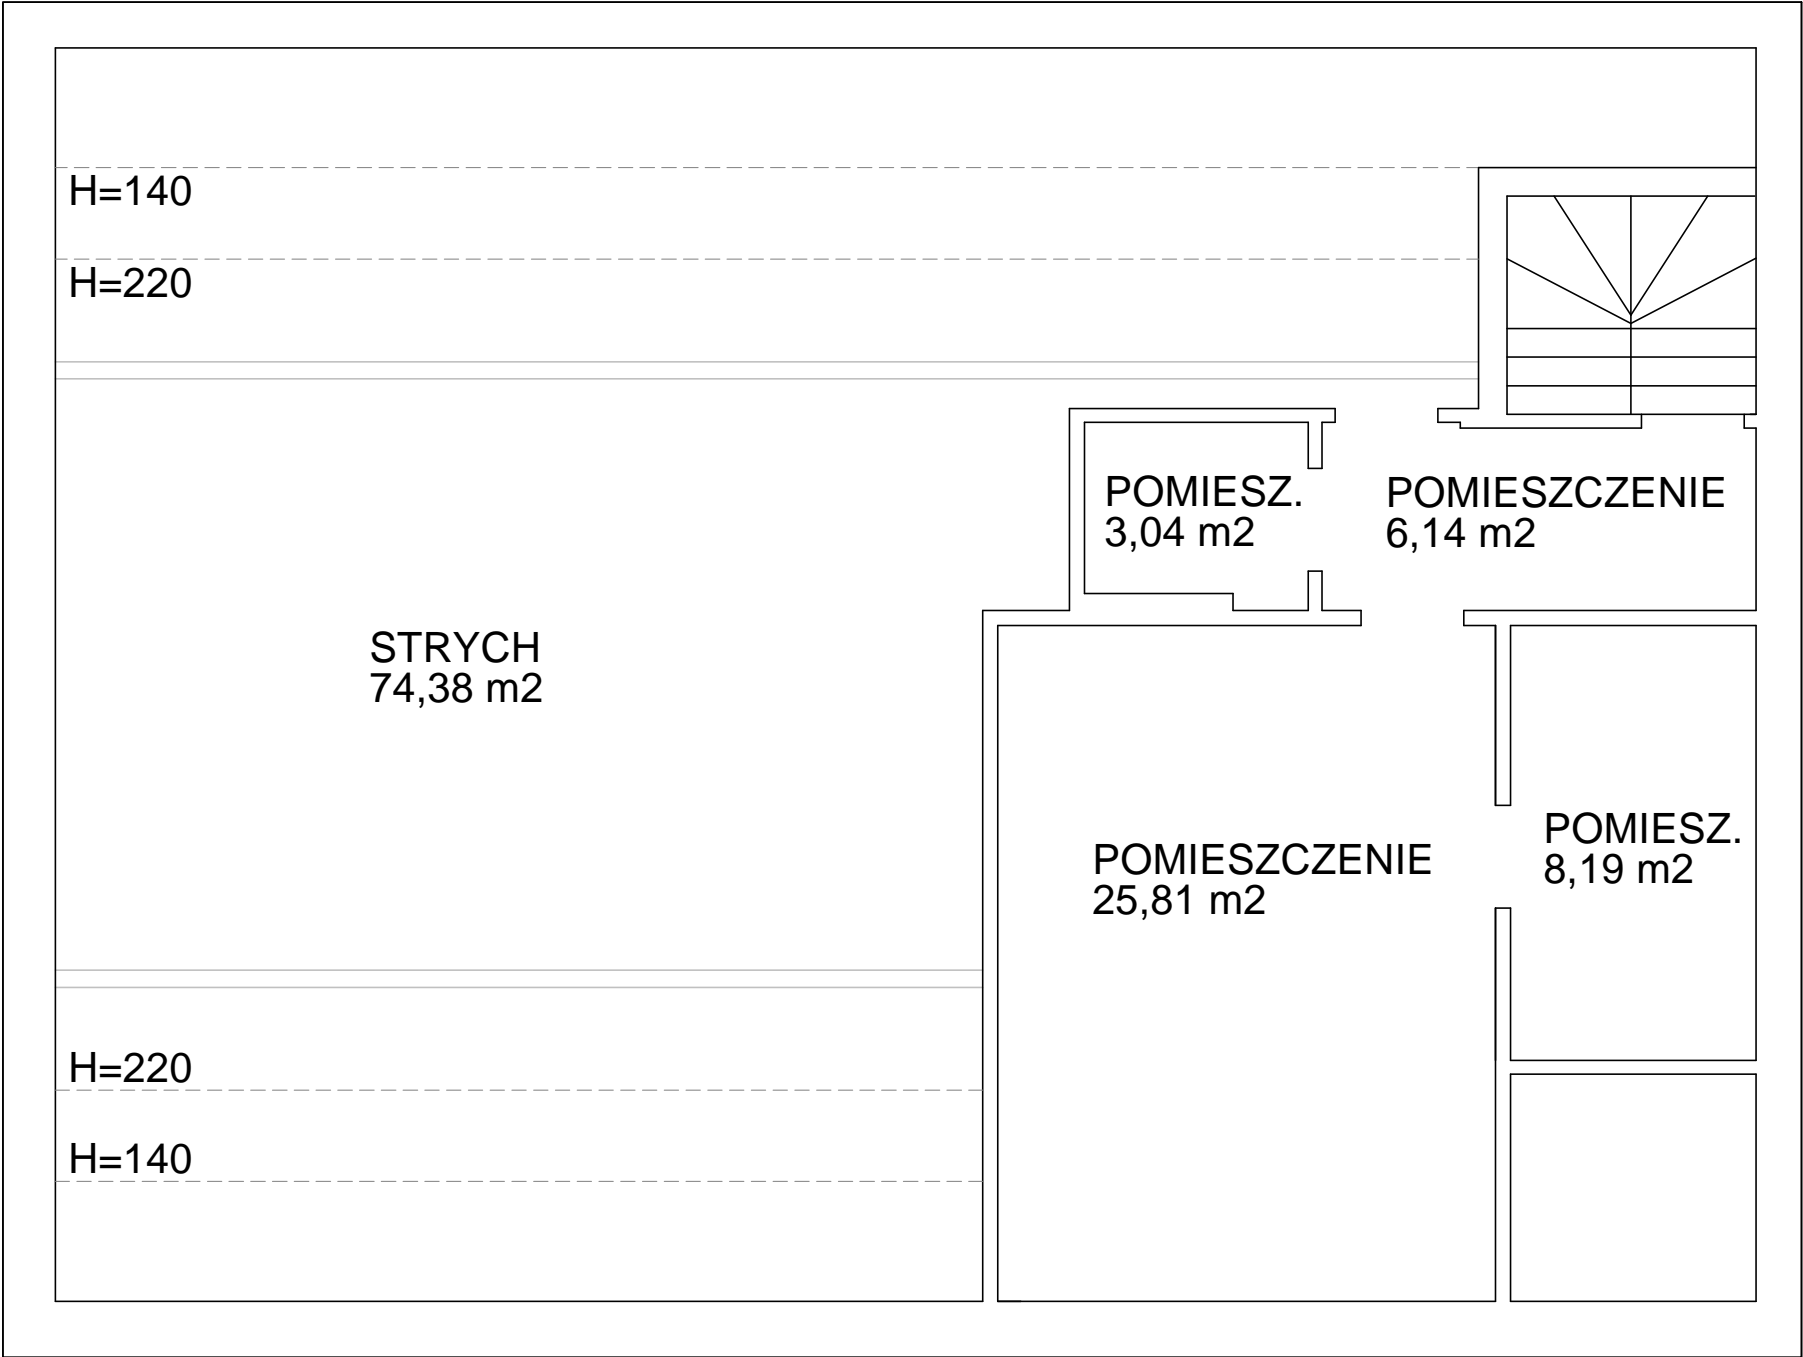 H=140
H=220
POMIESZ.
3,04 m2
POMIESZCZENIE
6,14 m2
STRYCH
74,38 m2
POMIESZCZENIE
25,81 m2
POMIESZ.
8,19 m2
H=220
H=140